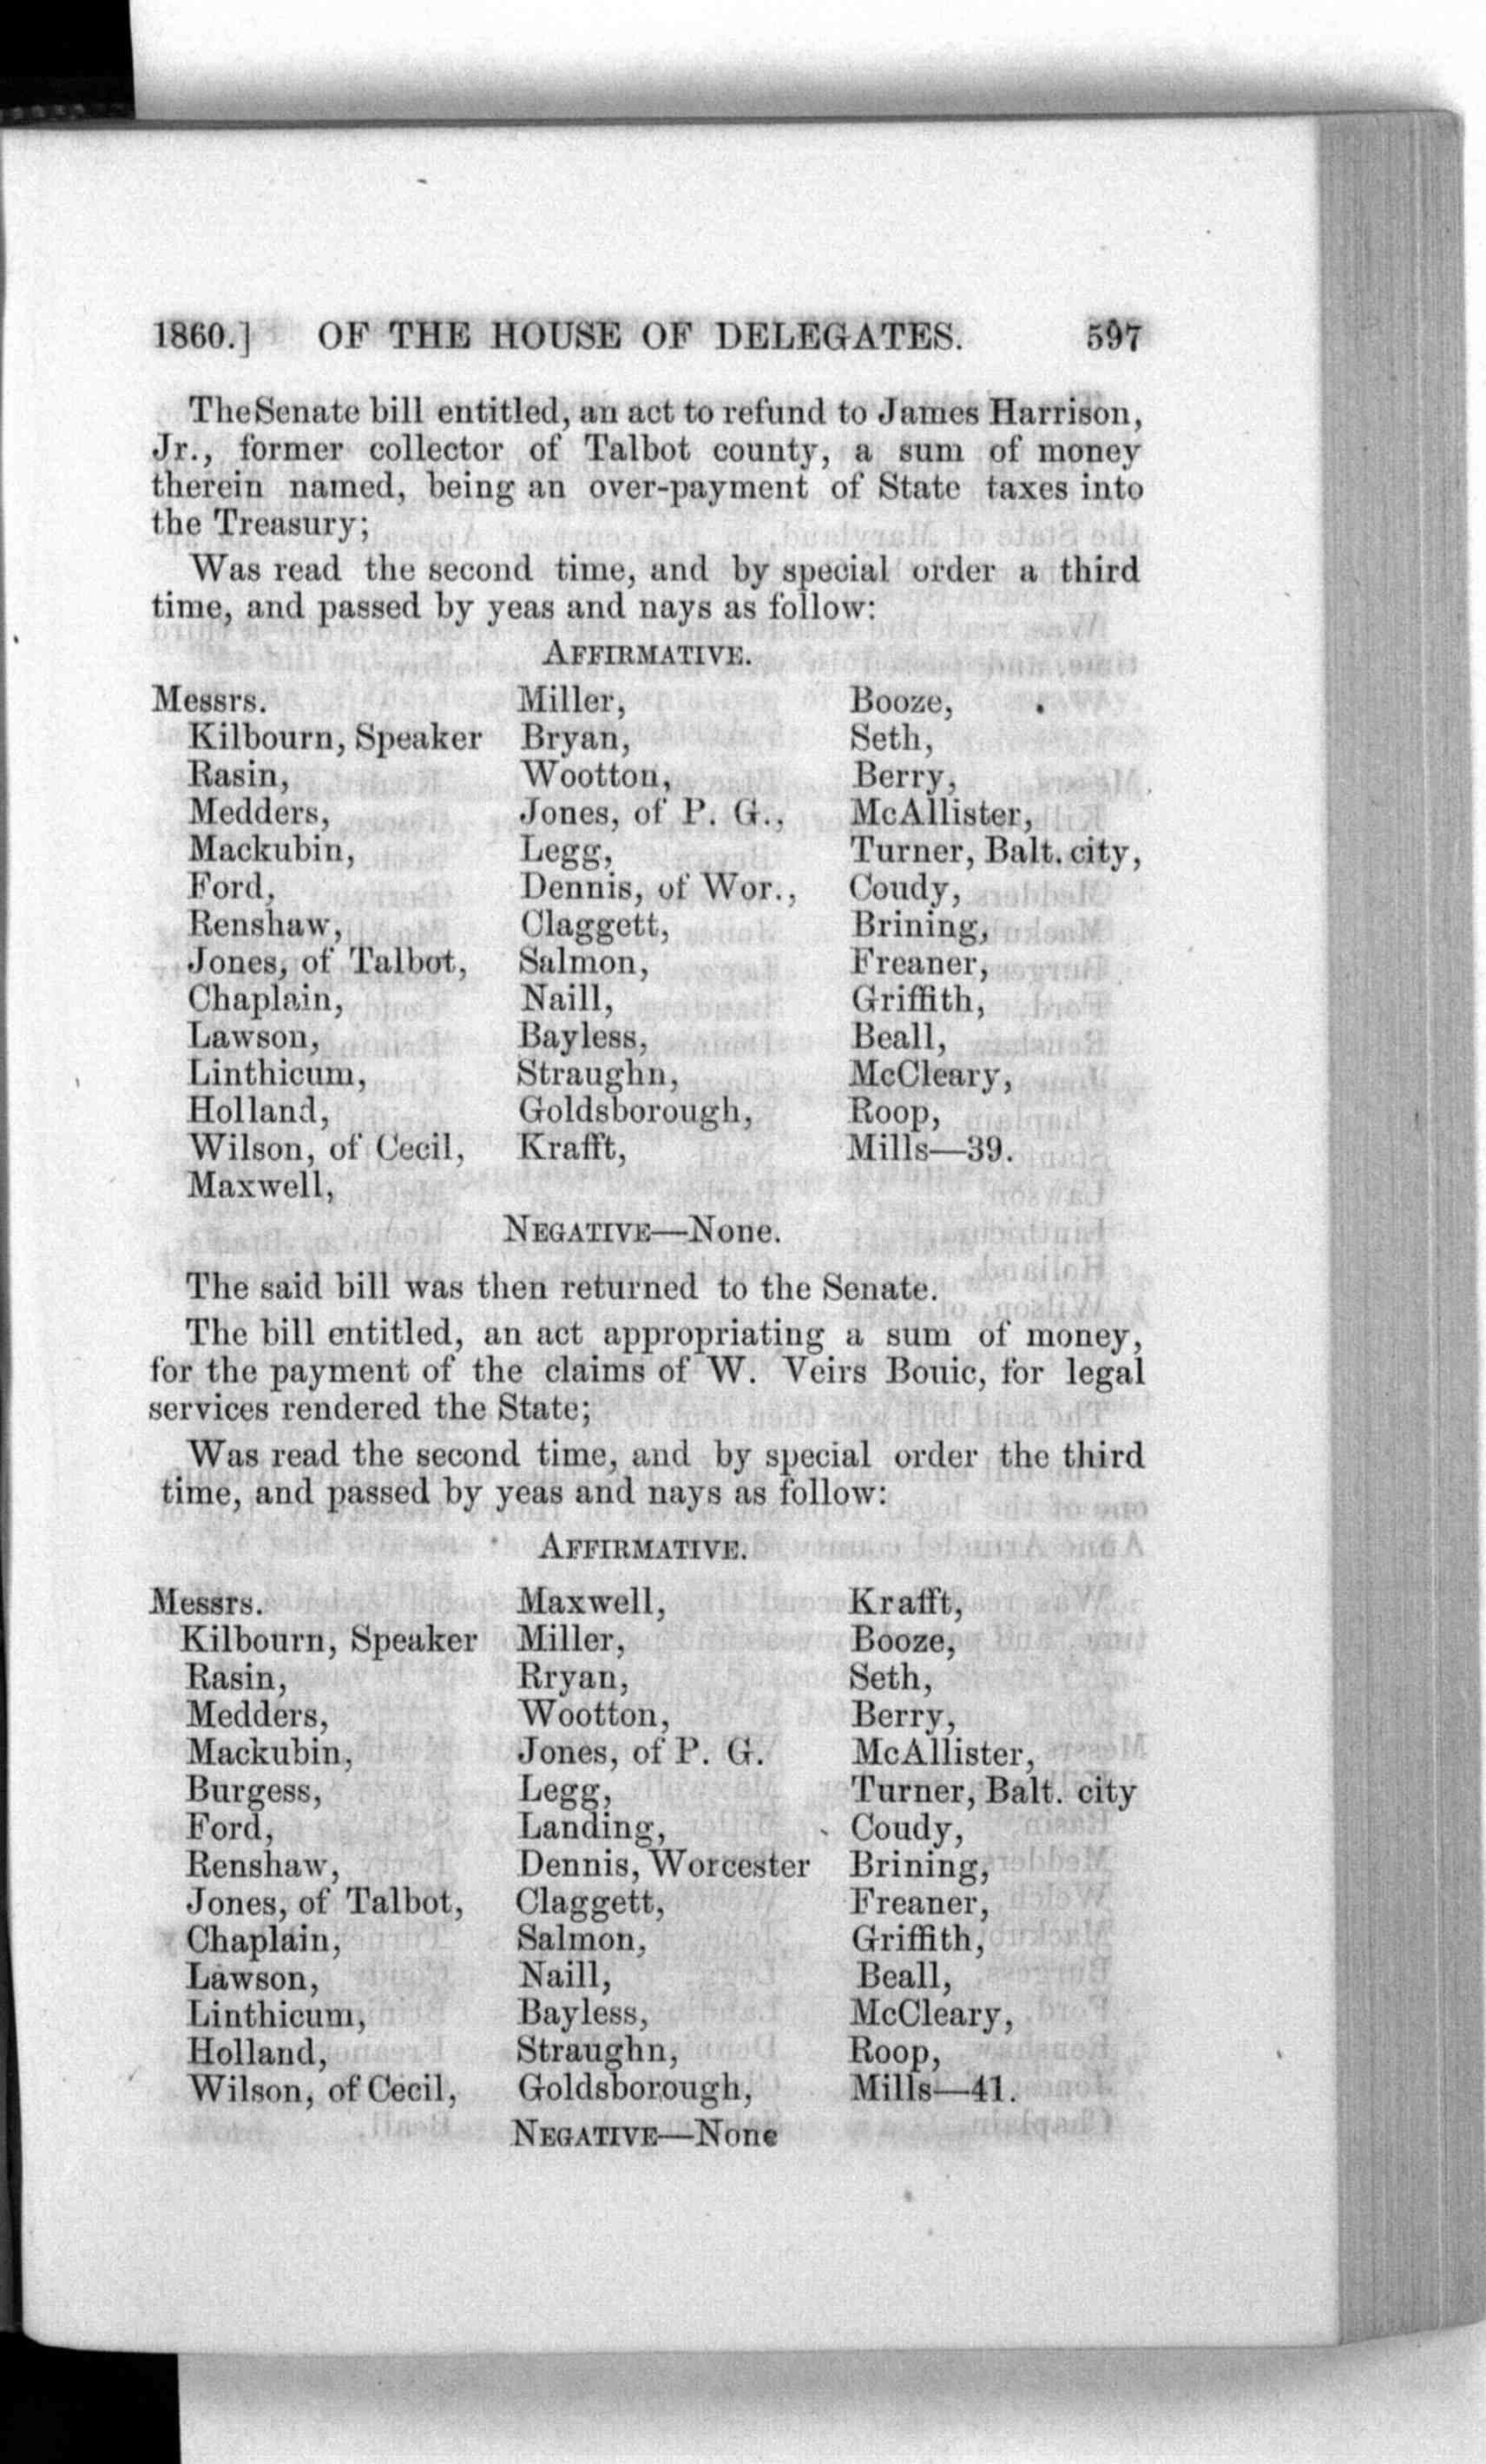 1860.] OF THE HOUSE OF DELEGATES. 597
The Senate bill entitled, an act to refund to James Harrison,
Jr., former collector of Talbot county, a sum of money
therein named, being an over-payment of State taxes into
the Treasury;
Was read the second time, and by special order a third
time, and passed by yeas and nays as follow:
AFFIRMATIVE.
Messrs. Miller, Booze,
Kilbourn, Speaker Bryan, Seth,
Rasin, Wootton, Berry,
Medders, Jones, of P. G., McAllister,
Mackubin, Legg, Turner, Balt. city,
Ford, Dennis, of Wor., Coudy,
Renshaw, Claggett, Brining,
Jones, of Talbot, Salmon, Freaner,
Chaplain, Naill, Griffith,
Lawson, Bayless, Beall,
Linthicum, Straughn, McCleary,
Holland, Goldsborough, Roop,
Wilson, of Cecil, Krafft, Mills—39.
Maxwell,
NEGATIVE—None.
The said bill was then returned to the Senate.
The bill entitled, an act appropriating a sum of money,
for the payment of the claims of W. Veirs Bouic, for legal
services rendered the State;
Was read the second time, and by special order the third
time, and passed by yeas and nays as follow:
AFFIRMATIVE.
Messrs. Maxwell, Krafft,
Kilbourn, Speaker Miller, Booze,
Rasin, Rryan, Seth,
Medders, Wootton, Berry,
Mackubin, Jones, of P. G. McAllister,
Burgess, Legg, Turner, Balt. city
Ford, Landing, Coudy,
Renshaw, Dennis, Worcester Brining,
Jones, of Talbot, Claggett, Freaner,
Chaplain, Salmon, Griffith,
Lawson, Naill, Beall,
Linthicum, Bayless, McCleary,
Holland, Straughn, Roop,
Wilson, of Cecil, Goldsborough, Mills—41.
NEGATIVE—None